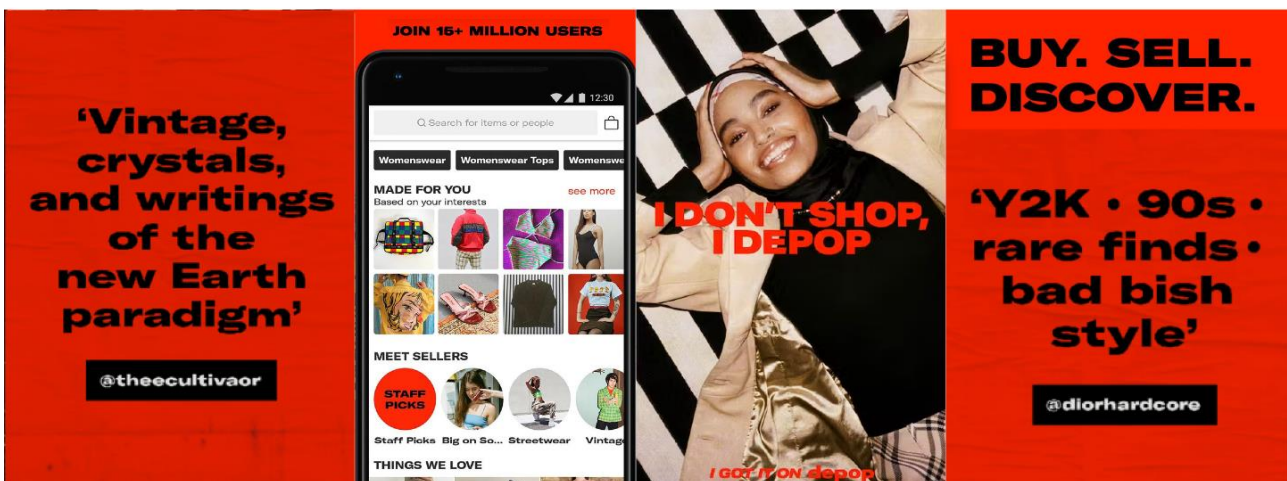 ‘Vintage,
crystals,
and writings
of the
new Earth
paradigm’
@theecultivaor
JOIN 15+ MILLION USERS
12:30
Search for items or people
Womenswear
Womenswear Tops
Womenswe
MADE FOR YOU
see more
Based on your interests
MEET SELLERS
STAFF
PICKS
Staff Picks
Big on So...
Streetwear
Vintag
THINGS WE LOVE
I DON'T SHOP,
I DEPOP
I GOT IT ON depop
BUY. SELL.
DISCOVER.
‘Y2K • 90s •
rare finds •
bad bish
style’
@diorhardcore